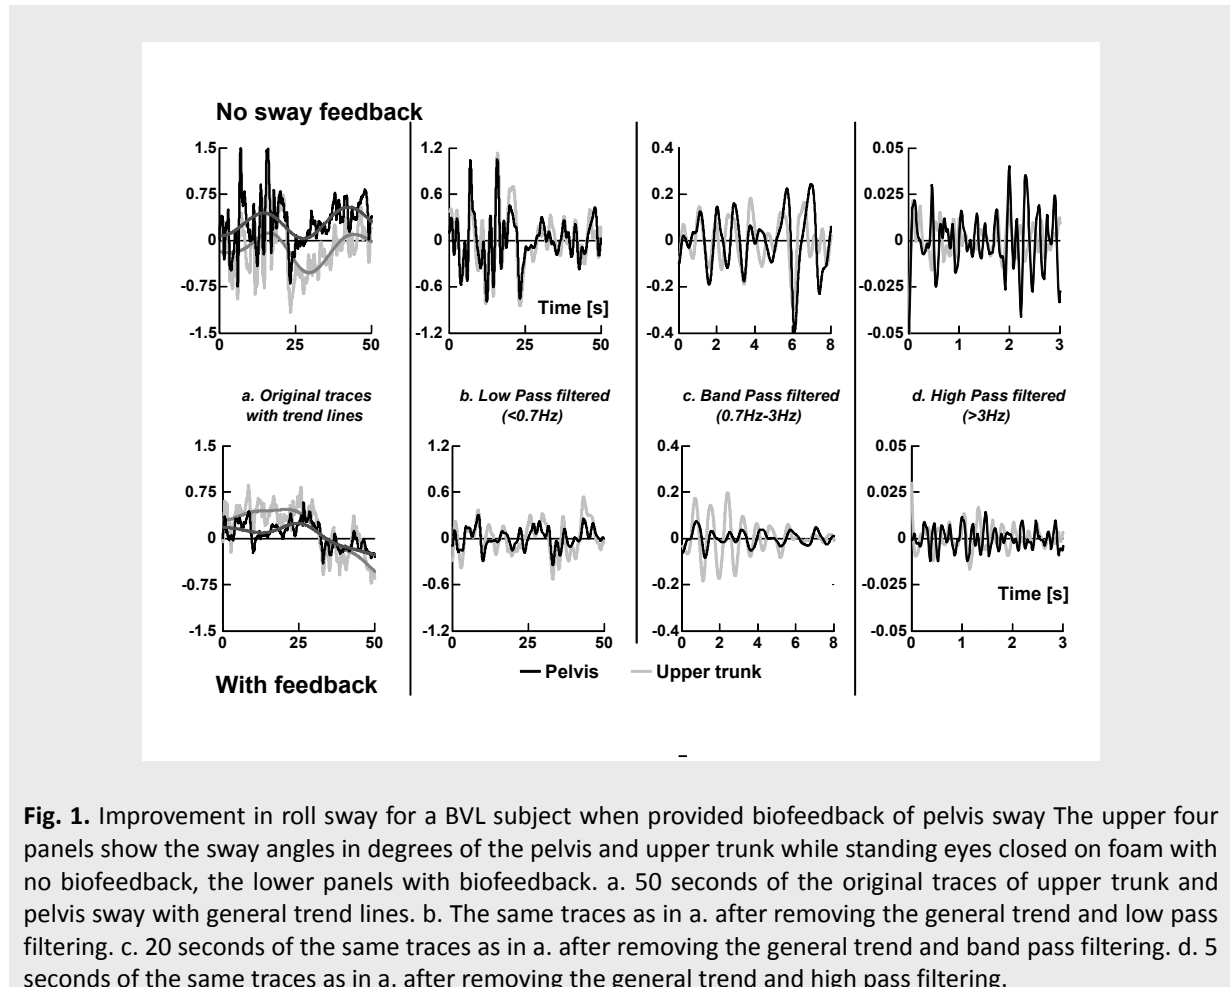 No sway feedback
1.5
0.75
0
-0.75
-1.5
0 25 50
1.2
0.6
0
-0.6
-1.2
0 25 50
Time [s]
0.4
0.2
0
-0.2
-0.4
0 2 4 6 8
0.05
0.025
0
-0.025
-0.05
0 1 2 3
a. Original traces
with trend lines
b. Low Pass filtered
(<0.7Hz)
c. Band Pass filtered
(0.7Hz-3Hz)
d. High Pass filtered
(>3Hz)
1.5
0.75
0
-0.75
-1.5
0 25 50
1.2
0.6
0
-0.6
-1.2
0 25 50
0.4
0.2
0
-0.2
-0.4
0 2 4 6 8
0.05
0.025
0
-0.025
-0.05
0 1 2 3
Time [s]
Pelvis Upper trunk
With feedback
Fig. 1. Improvement in roll sway for a BVL subject when provided biofeedback of pelvis sway The upper four
panels show the sway angles in degrees of the pelvis and upper trunk while standing eyes closed on foam with
no biofeedback, the lower panels with biofeedback. a. 50 seconds of the original traces of upper trunk and
pelvis sway with general trend lines. b. The same traces as in a. after removing the general trend and low pass
filtering. c. 20 seconds of the same traces as in a. after removing the general trend and band pass filtering. d. 5
seconds of the same traces as in a. after removing the general trend and high pass filtering.